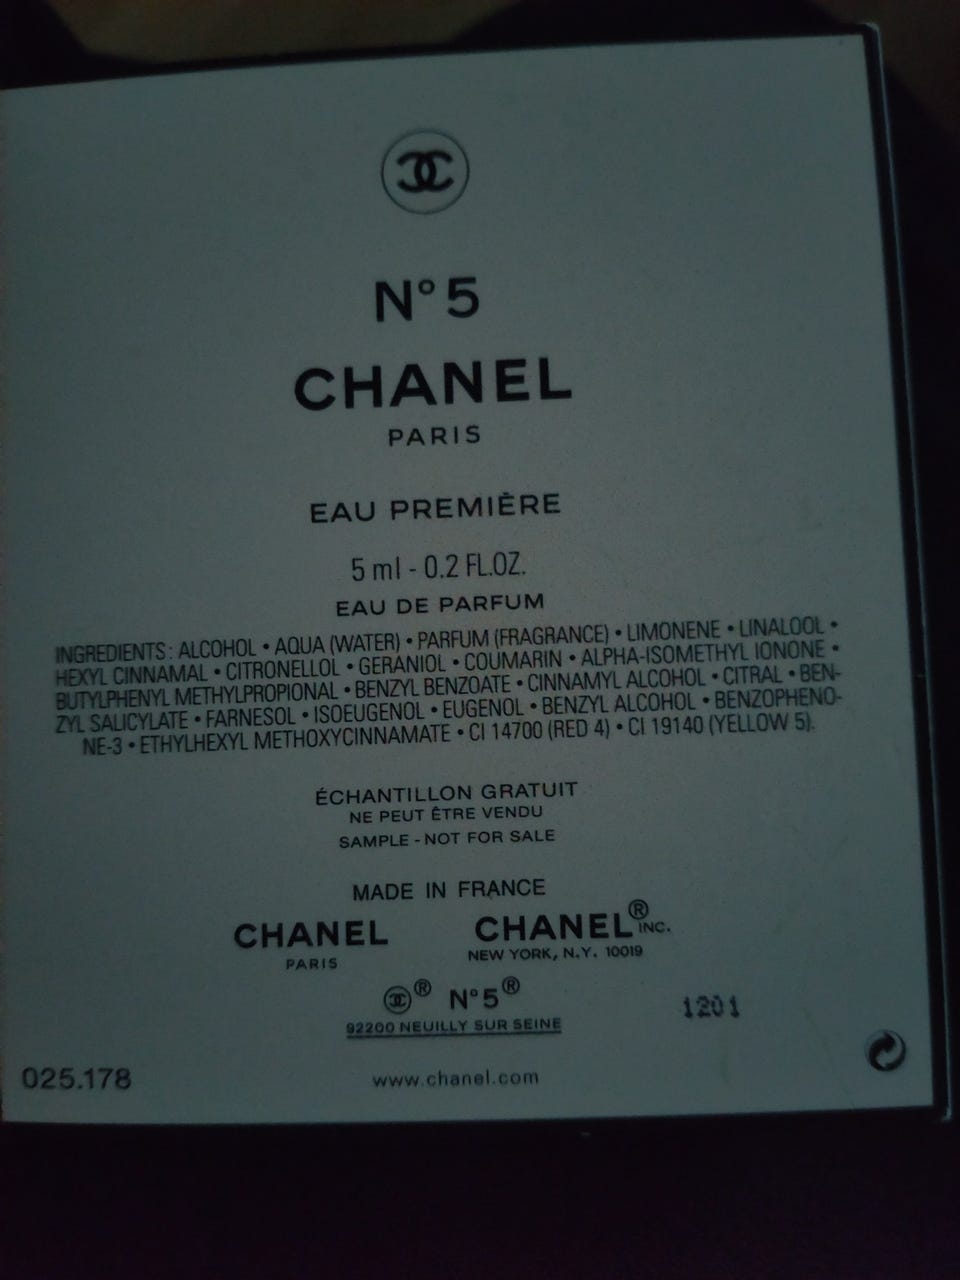 N° 5
CHANEL
PARIS
EAU PREMIÈRE
5 ml - 0.2 FL.OZ.
EAU DE PARFUM
INGREDIENTS : ALCOHOL • AQUA (WATER) • PARFUM (FRAGRANCE) • LIMONENE • LINALOOL •
HEXYL CINNAMAL • CITRONELLOL • GERANIOL • COUMARIN • ALPHA-ISOMETHYL IONONE •
BUTYLPHENYL METHYLPROPIONAL • BENZYL BENZOATE • CINNAMYL ALCOHOL • CITRAL • BEN-
ZYL SALICYLATE • FARNESOL • ISOEUGENOL • EUGENOL • BENZYL ALCOHOL • BENZOPHENO-
NE-3 • ETHYLHEXYL METHOXYCINNAMATE • CI 14700 (RED 4) • CI 19140 (YELLOW 5).
ÉCHANTILLON GRATUIT
NE PEUT ÊTRE VENDU
SAMPLE - NOT FOR SALE
MADE IN FRANCE
CHANEL CHANEL® INC.
PARIS NEW YORK, N.Y. 10019
® N°5®
92200 NEUILLY SUR SEINE
1201
025.178
www.chanel.com